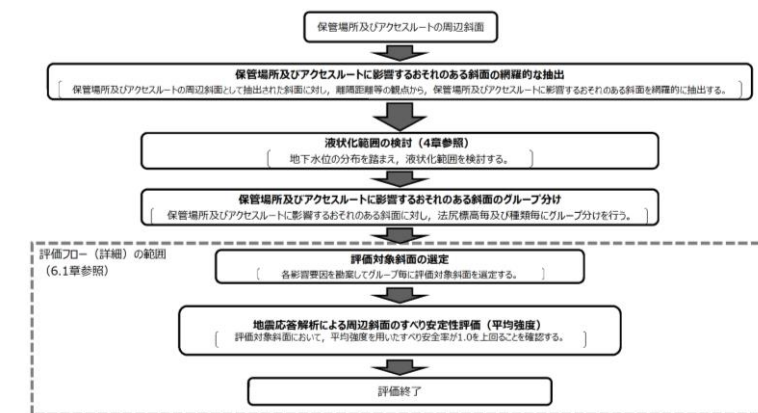 保管場所及びアクセスルートの周辺斜面
保管場所及びアクセスルートに影響するおそれのある斜面の網羅的な抽出
保管場所及びアクセスルートの周辺斜面として抽出された斜面に対し，離隔距離等の観点から，保管場所及びアクセスルートに影響するおそれのある斜面を網羅的に抽出する。
液状化範囲の検討（4章参照）
地下水位の分布を踏まえ，液状化範囲を検討する。
保管場所及びアクセスルートに影響するおそれのある斜面のグループ分け
保管場所及びアクセスルートに影響するおそれのある斜面に対し，法尻標高毎及び種類毎にグループ分けを行う。
評価フロー（詳細）の範囲
（6.1章参照）
評価対象斜面の選定
各影響要因を勘案してグループ毎に評価対象斜面を選定する。
地震応答解析による周辺斜面のすべり安定性評価（平均強度）
評価対象斜面において，平均強度を用いたすべり安全率が1.0を上回ることを確認する。
評価終了